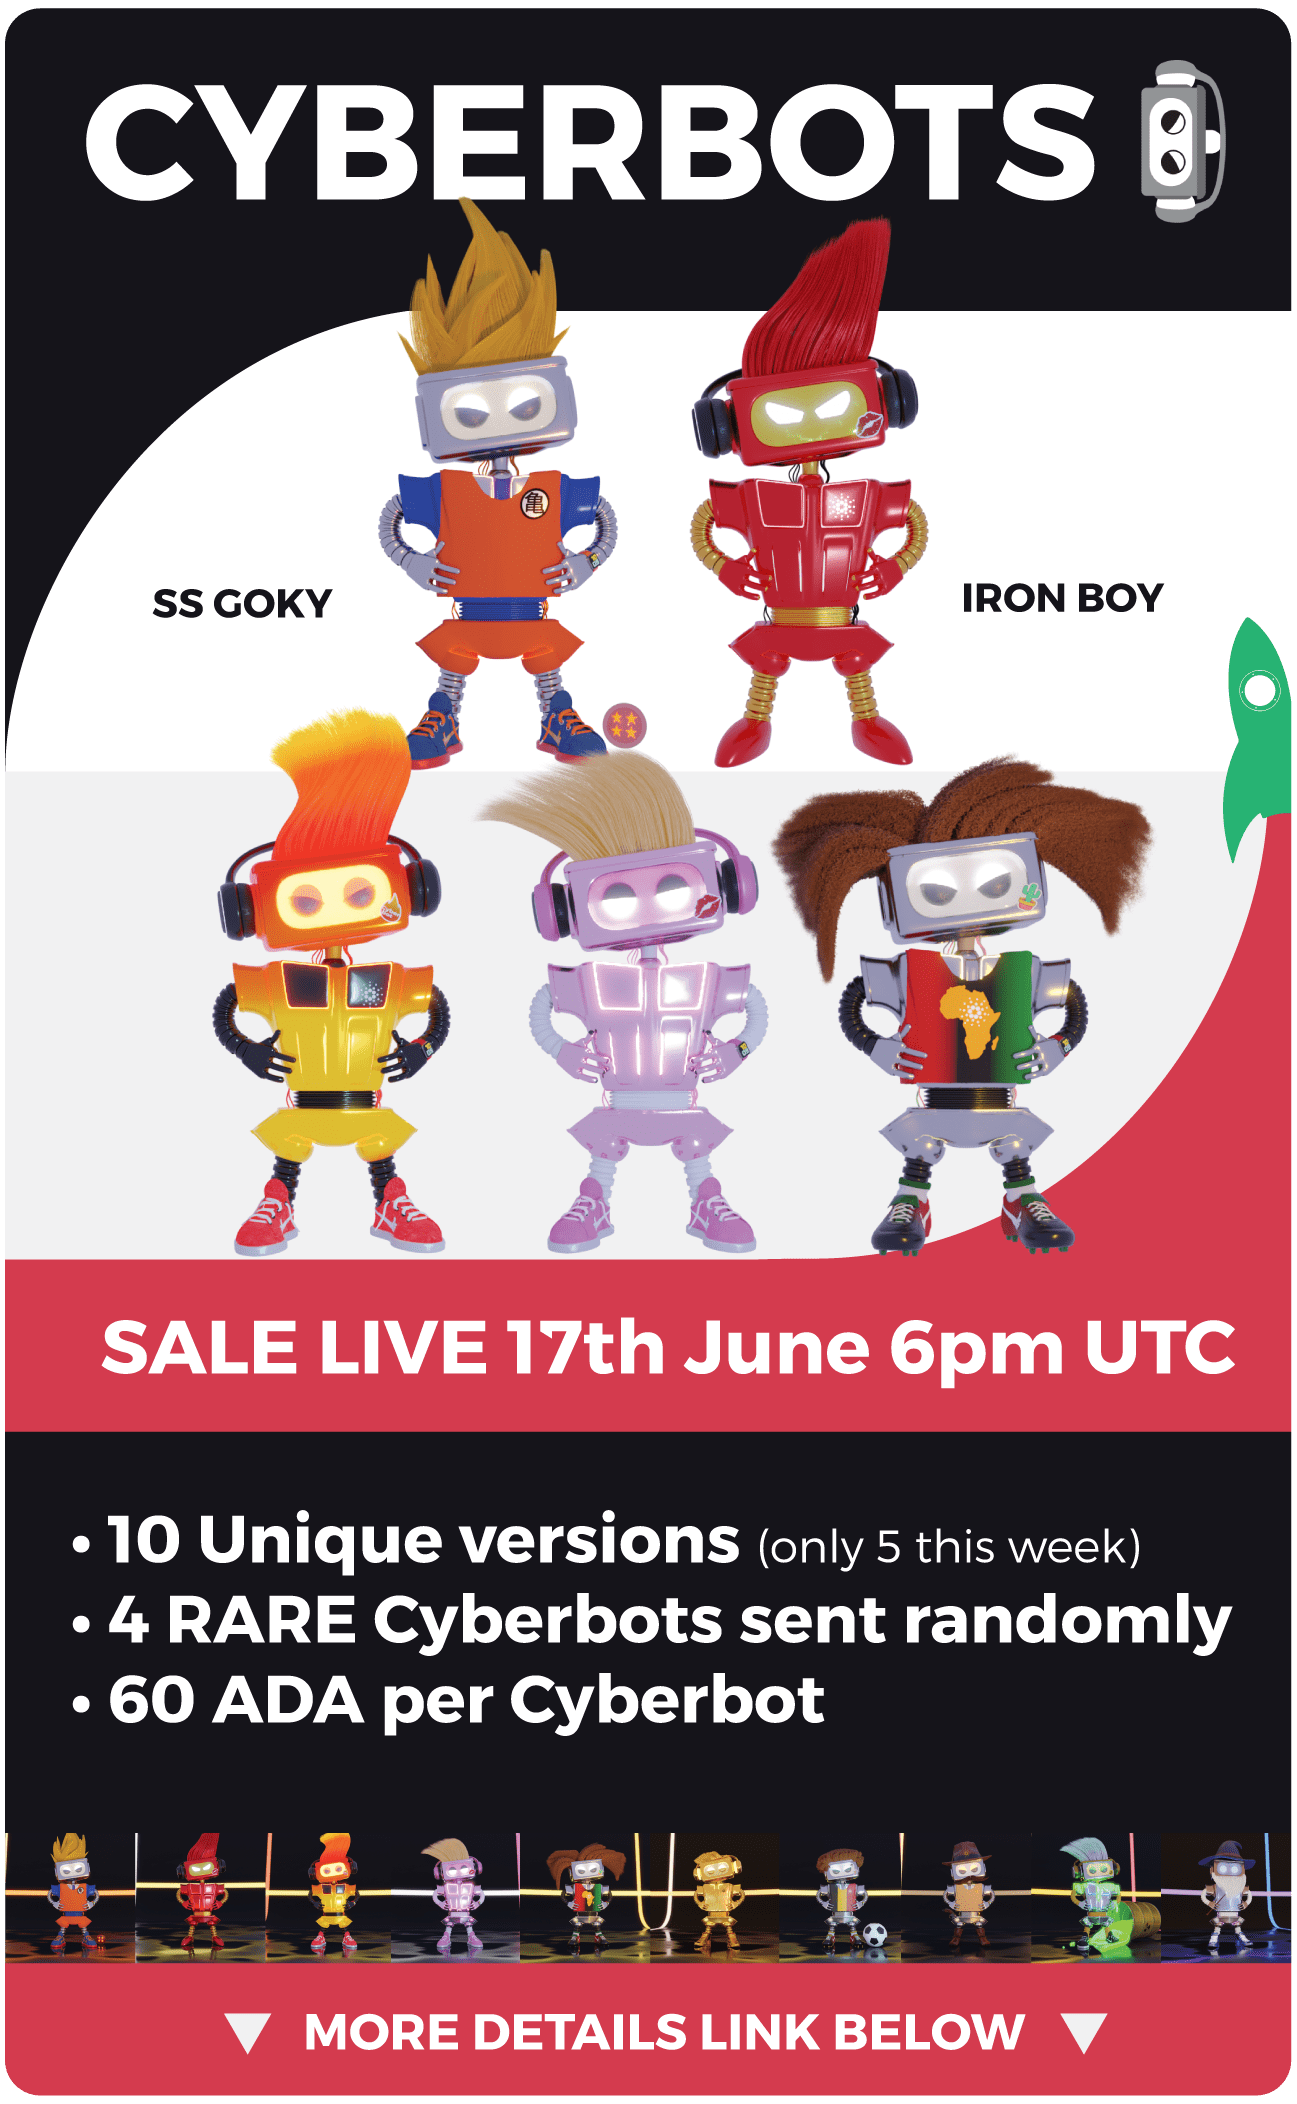 CYBERBOTS
亀
SS GOKY
IRON BOY
SALE LIVE 17th June 6pm UTC
• 10 Unique versions (only 5 this week)
• 4 RARE Cyberbots sent randomly
• 60 ADA per Cyberbot
MORE DETAILS LINK BELOW